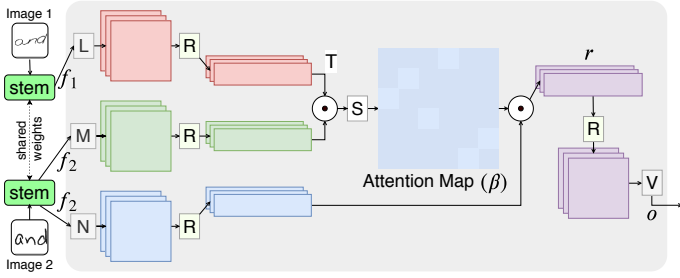 Image 1
and
stem
f1
L
R
T
shared
weights
M
R
S
Attention Map (β)
r
R
V
o
f2
stem
f2
N
R
and
Image 2